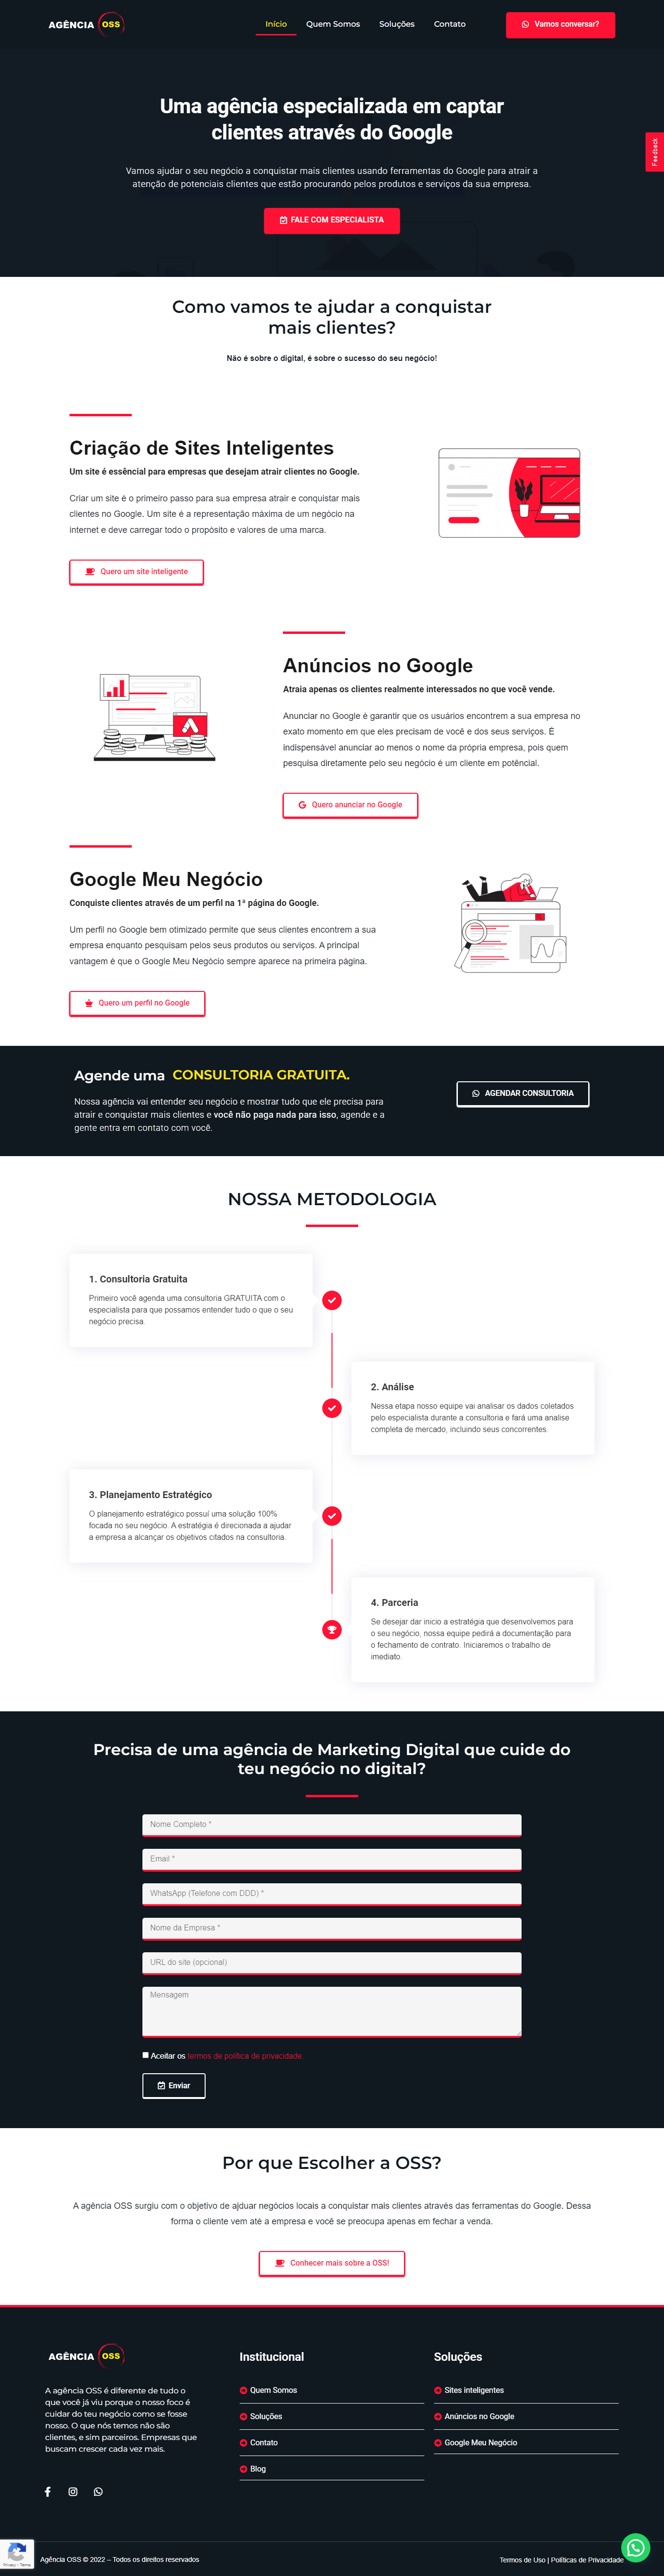 AGÊNCIA OSS
Início
Quem Somos
Soluções
Contato
Vamos conversar?
Uma agência especializada em captar
clientes através do Google
Feedback
Vamos ajudar o seu negócio a conquistar mais clientes usando ferramentas do Google para atrair a
atenção de potenciais clientes que estão procurando pelos produtos e serviços da sua empresa.
FALE COM ESPECIALISTA
Como vamos te ajudar a conquistar
mais clientes?
Não é sobre o digital, é sobre o sucesso do seu negócio!
Criação de Sites Inteligentes
Um site é essêncial para empresas que desejam atrair clientes no Google.
Criar um site é o primeiro passo para sua empresa atrair e conquistar mais
clientes no Google. Um site é a representação máxima de um negócio na
internet e deve carregar todo o propósito e valores de uma marca.
Quero um site inteligente
Anúncios no Google
Atraia apenas os clientes realmente interessados no que você vende.
Anunciar no Google é garantir que os usuários encontrem a sua empresa no
exato momento em que eles precisam de você e dos seus serviços. É
indispensável anunciar ao menos o nome da própria empresa, pois quem
pesquisa diretamente pelo seu negócio é um cliente em potêncial.
Quero anunciar no Google
Google Meu Negócio
Conquiste clientes através de um perfil na 1ª página do Google.
Um perfil no Google bem otimizado permite que seus clientes encontrem a sua
empresa enquanto pesquisam pelos seus produtos ou serviços. A principal
vantagem é que o Google Meu Negócio sempre aparece na primeira página.
Quero um perfil no Google
Agende uma CONSULTORIA GRATUITA.
Nossa agência vai entender seu negócio e mostrar tudo que ele precisa para
atrair e conquistar mais clientes e você não paga nada para isso, agende e a
gente entra em contato com você.
AGENDAR CONSULTORIA
NOSSA METODOLOGIA
1. Consultoria Gratuita
Primeiro você agenda uma consultoria GRATUITA com o
especialista para que possamos entender tudo o que o seu
negócio precisa.
2. Análise
Nessa etapa nosso equipe vai analisar os dados coletados
pelo especialista durante a consultoria e fará uma analise
completa de mercado, incluindo seus concorrentes.
3. Planejamento Estratégico
O planejamento estratégico possuí uma solução 100%
focada no seu negócio. A estratégia é direcionada a ajudar
a empresa a alcançar os objetivos citados na consultoria.
4. Parceria
Se desejar dar inicio a estratégia que desenvolvemos para
o seu negócio, nossa equipe pedirá a documentação para
o fechamento de contrato. Iniciaremos o trabalho de
imediato.
Precisa de uma agência de Marketing Digital que cuide do
teu negócio no digital?
Nome Completo *
Email *
WhatsApp (Telefone com DDD) *
Nome da Empresa *
URL do site (opcional)
Mensagem
Aceitar os termos de política de privacidade.
Enviar
Por que Escolher a OSS?
A agência OSS surgiu com o objetivo de ajduar negócios locais a conquistar mais clientes através das ferramentas do Google. Dessa
forma o cliente vem até a empresa e você se preocupa apenas em fechar a venda.
Conhecer mais sobre a OSS!
AGÊNCIA OSS
A agência OSS é diferente de tudo o
que você já viu porque o nosso foco é
cuidar do teu negócio como se fosse
nosso. O que nós temos não são
clientes, e sim parceiros. Empresas que
buscam crescer cada vez mais.
Institucional
Quem Somos
Soluções
Contato
Blog
Soluções
Sites inteligentes
Anúncios no Google
Google Meu Negócio
Privacy - Terms
Agência OSS © 2022 – Todos os direitos reservados
Termos de Uso | Políticas de Privacidade